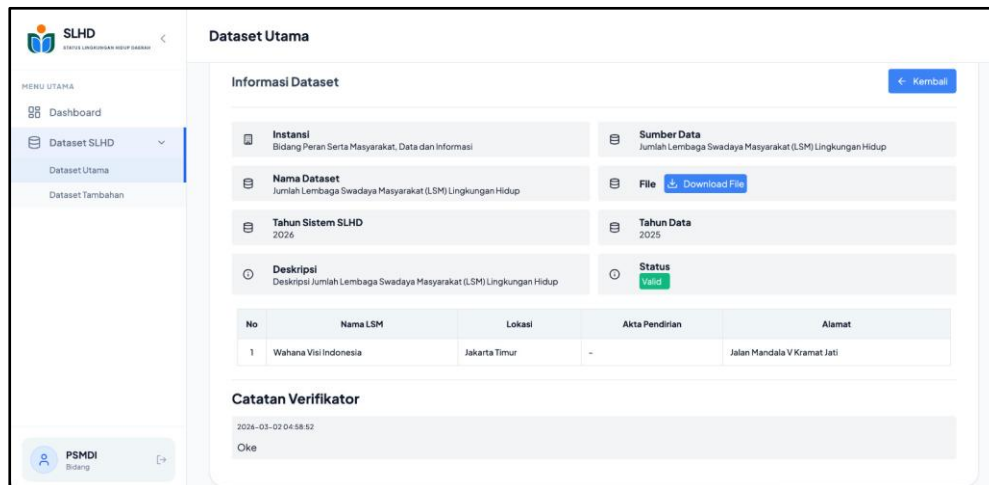 SLHD
STATUS LINGKUNGAN HIDUP DAERAH
Dataset Utama
MENU UTAMA
Dashboard
Dataset SLHD
Dataset Utama
Dataset Tambahan
PSMDI
Bidang
Informasi Dataset
← Kembali
Instansi
Bidang Peran Serta Masyarakat, Data dan Informasi
Sumber Data
Jumlah Lembaga Swadaya Masyarakat (LSM) Lingkungan Hidup
Nama Dataset
Jumlah Lembaga Swadaya Masyarakat (LSM) Lingkungan Hidup
File Download File
Tahun Sistem SLHD
2026
Tahun Data
2025
Deskripsi
Deskripsi Jumlah Lembaga Swadaya Masyarakat (LSM) Lingkungan Hidup
Status
Valid
No Nama LSM Lokasi Akta Pendirian Alamat
1 Wahana Visi Indonesia Jakarta Timur - Jalan Mandala V Kramat Jati
Catatan Verifikator
2026-03-02 04:58:52
Oke